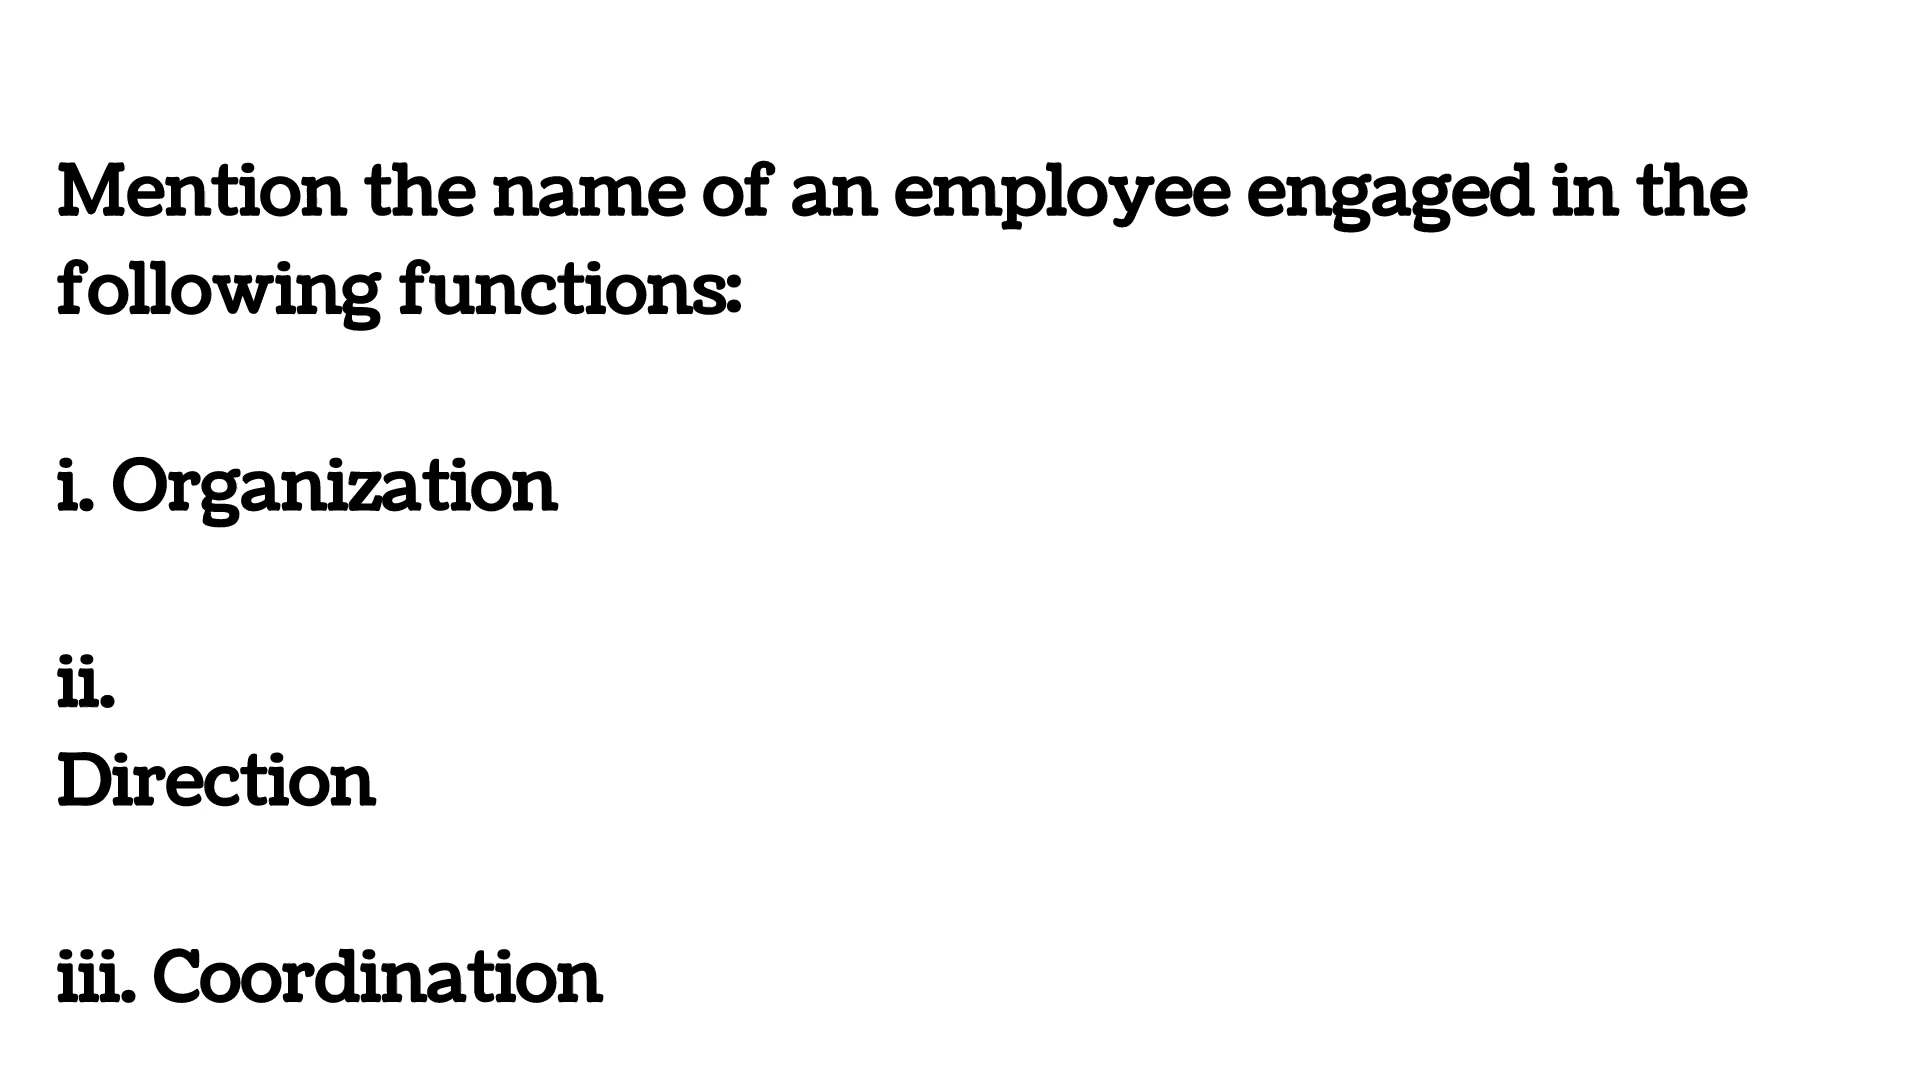 Mention the name of an employee engaged in the
following functions:
i. Organization
ii.
Direction
iii. Coordination